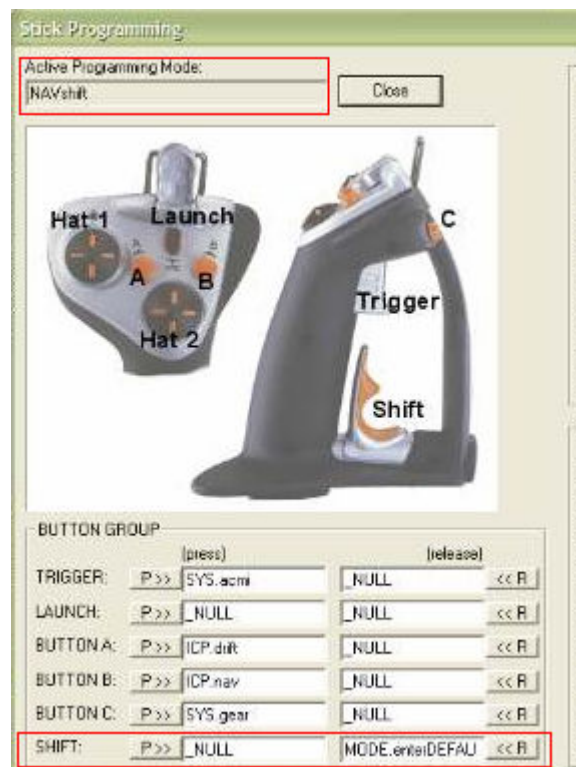 Stick Programming
Active Programming Mode:
NAVshift
Close
Hat 1
Launch
A
B
Hat 2
C
Trigger
Shift
BUTTON GROUP
(press) (release)
TRIGGER: P>> SYS.acmi _NULL << R
LAUNCH: P>> _NULL _NULL << R
BUTTON A: P>> ICP.drift _NULL << R
BUTTON B: P>> ICP.nav _NULL << R
BUTTON C: P>> SYS.gear _NULL << R
SHIFT: P>> _NULL MODE.enterDEFAU << R